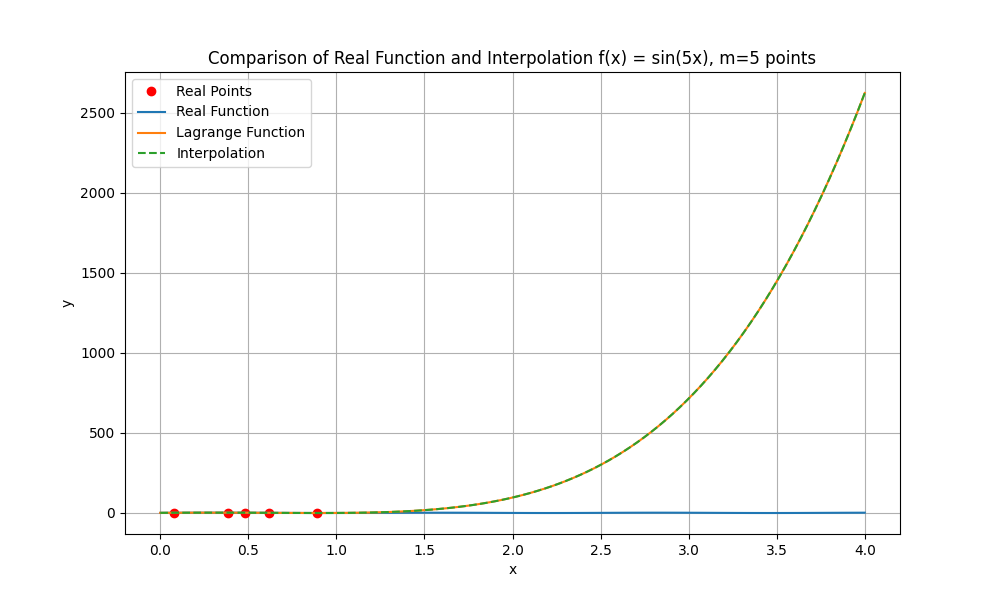 Comparison of Real Function and Interpolation f(x) = sin(5x), m=5 points
Real Points
Real Function
Lagrange Function
Interpolation
2500
2000
1500
1000
500
0
y
0.0 0.5 1.0 1.5 2.0 2.5 3.0 3.5 4.0
x